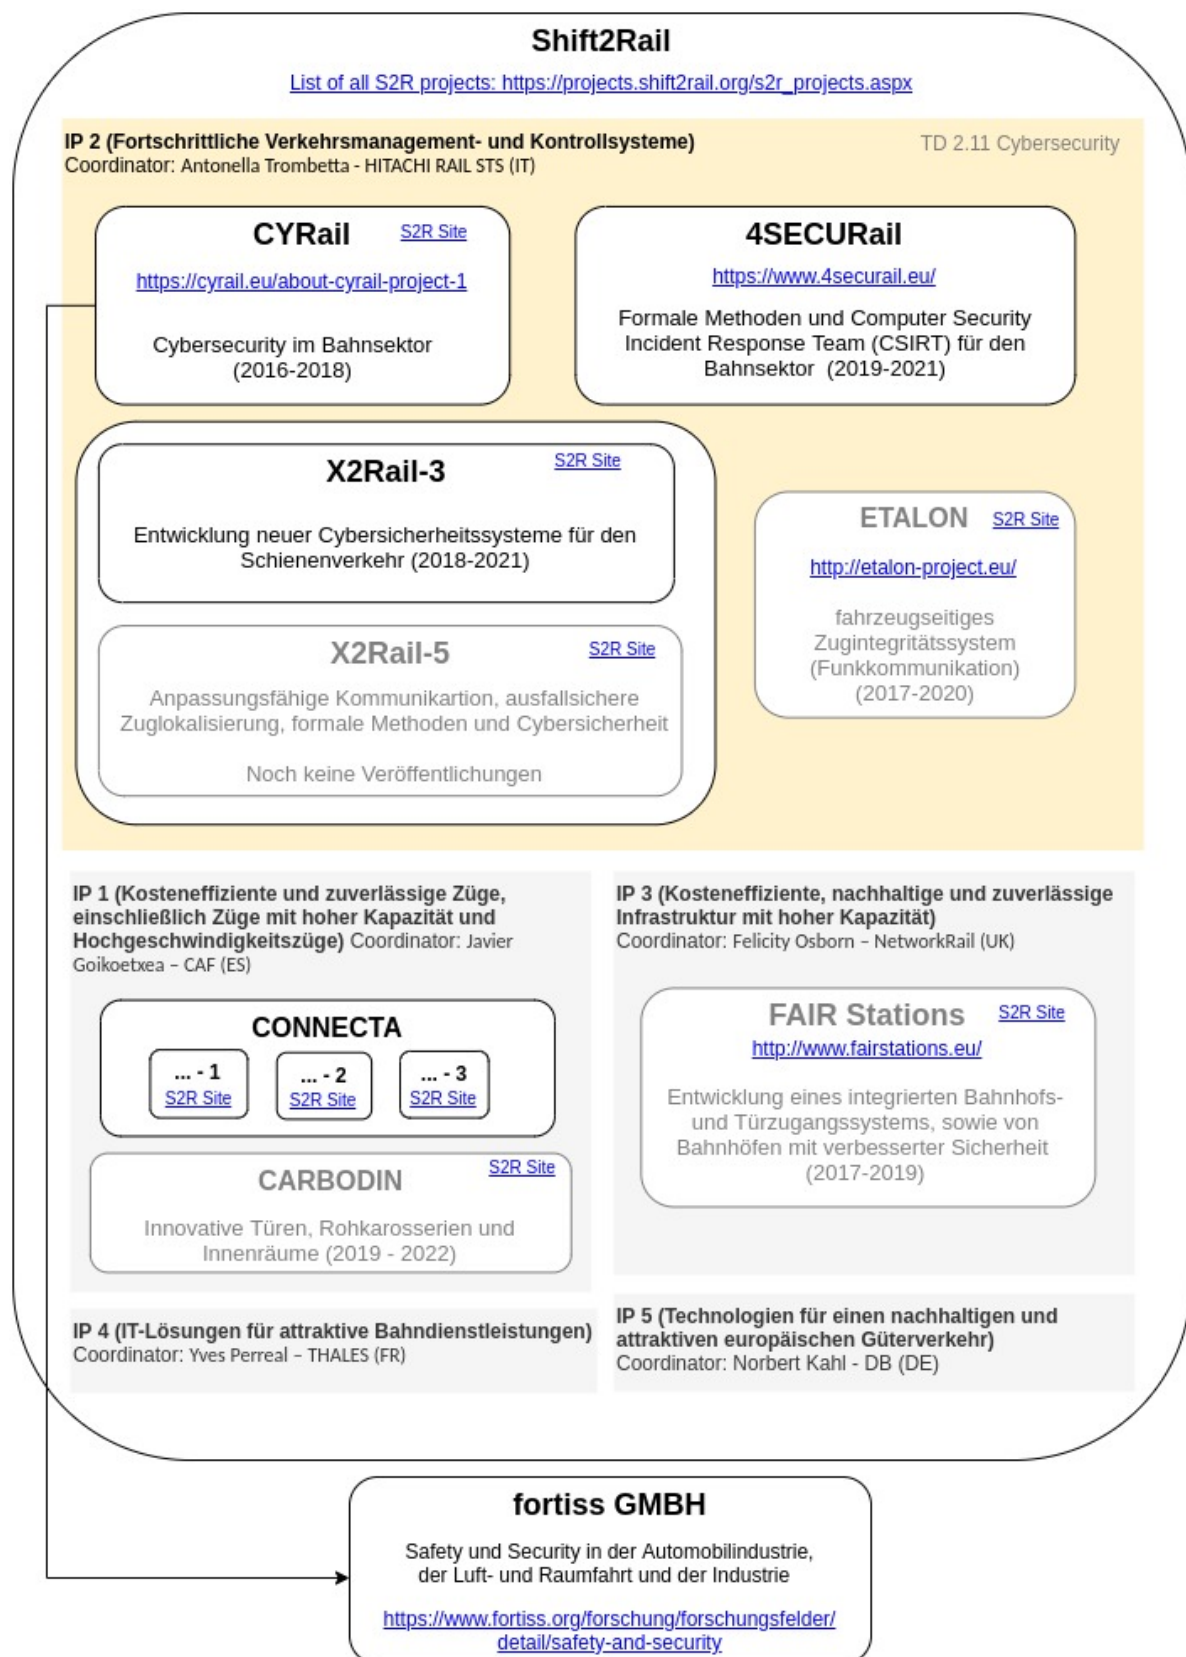 Shift2Rail
List of all S2R projects: https://projects.shift2rail.org/s2r_projects.aspx
IP 2 (Fortschrittliche Verkehrsmanagement- und Kontrollsysteme)
TD 2.11 Cybersecurity
Coordinator: Antonella Trombetta - HITACHI RAIL STS (IT)
CYRail
S2R Site
https://cyrail.eu/about-cyrail-project-1
Cybersecurity im Bahnsektor
(2016-2018)
4SECURail
https://www.4securail.eu/
Formale Methoden und Computer Security
Incident Response Team (CSIRT) für den
Bahnsektor (2019-2021)
X2Rail-3
S2R Site
Entwicklung neuer Cybersicherheitssysteme für den
Schienenverkehr (2018-2021)
X2Rail-5
S2R Site
Anpassungsfähige Kommunikartion, ausfallsichere
Zuglokalisierung, formale Methoden und Cybersicherheit
Noch keine Veröffentlichungen
ETALON
S2R Site
http://etalon-project.eu/
fahrzeugseitiges
Zugintegritätssystem
(Funkkommunikation)
(2017-2020)
IP 1 (Kosteneffiziente und zuverlässige Züge,
einschließlich Züge mit hoher Kapazität und
Hochgeschwindigkeitszüge) Coordinator: Javier
Goikoetxea – CAF (ES)
CONNECTA
... - 1
S2R Site
... - 2
S2R Site
... - 3
S2R Site
CARBODIN
S2R Site
Innovative Türen, Rohkarosserien und
Innenräume (2019 - 2022)
IP 3 (Kosteneffiziente, nachhaltige und zuverlässige
Infrastruktur mit hoher Kapazität)
Coordinator: Felicity Osborn – NetworkRail (UK)
FAIR Stations
S2R Site
http://www.fairstations.eu/
Entwicklung eines integrierten Bahnhofs-
und Türzugangssystems, sowie von
Bahnhöfen mit verbesserter Sicherheit
(2017-2019)
IP 4 (IT-Lösungen für attraktive Bahndienstleistungen)
Coordinator: Yves Perreal – THALES (FR)
IP 5 (Technologien für einen nachhaltigen und
attraktiven europäischen Güterverkehr)
Coordinator: Norbert Kahl - DB (DE)
fortiss GMBH
Safety und Security in der Automobilindustrie,
der Luft- und Raumfahrt und der Industrie
https://www.fortiss.org/forschung/forschungsfelder/
detail/safety-and-security